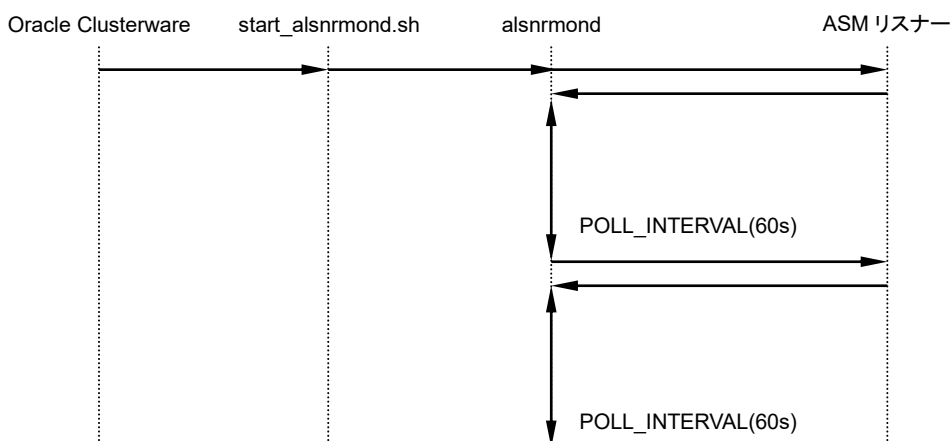 Oracle Clusterware
start_alsnrmond.sh
alsnrmond
ASM リスナー
POLL_INTERVAL(60s)
POLL_INTERVAL(60s)